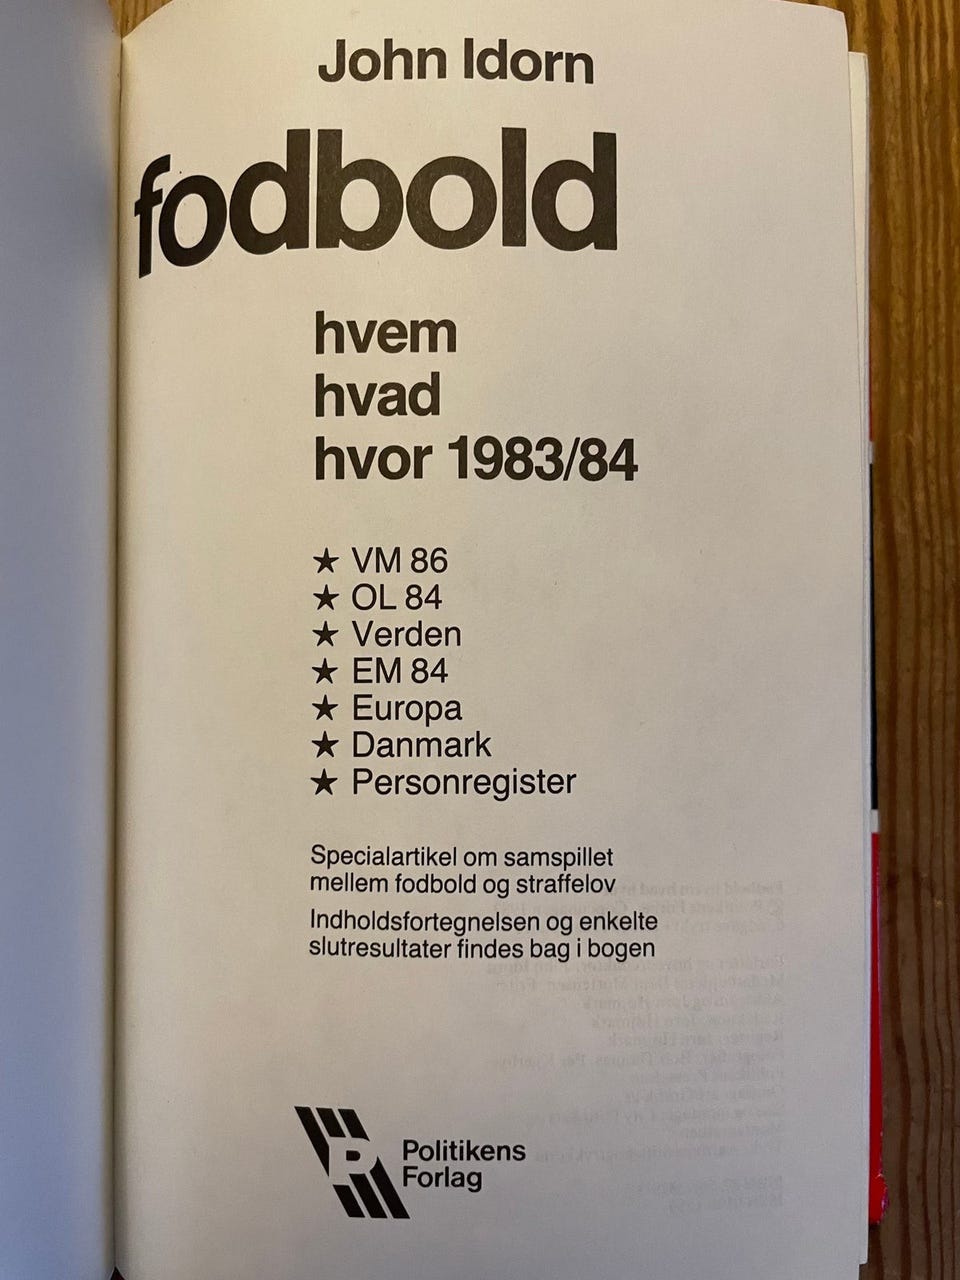 John Idorn
fodbold
hvem
hvad
hvor 1983/84
★ VM 86
★ OL 84
★ Verden
★ EM 84
★ Europa
★ Danmark
★ Personregister
Specialartikel om samspillet
mellem fodbold og straffelov
Indholdsfortegnelsen og enkelte
slutresultater findes bag i bogen
P
Politikens
Forlag